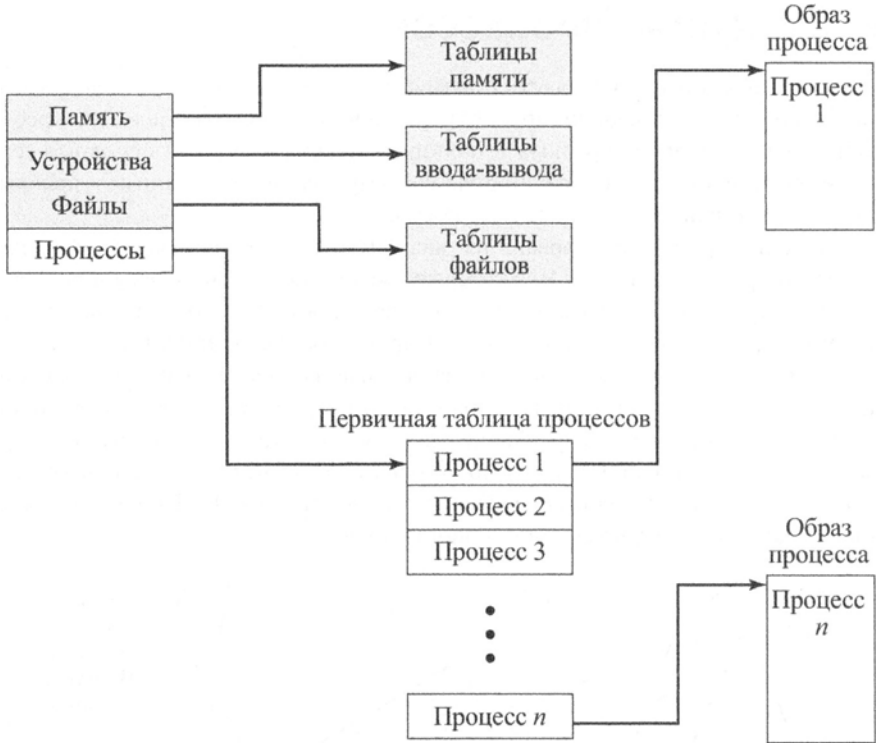 Таблицы
памяти
Образ
процесса
Процесс
1
Память
Устройства
Файлы
Процессы
Таблицы
ввода-вывода
Таблицы
файлов
Первичная таблица процессов
Процесс 1
Процесс 2
Процесс 3
Процесс n
Образ
процесса
Процесс
n